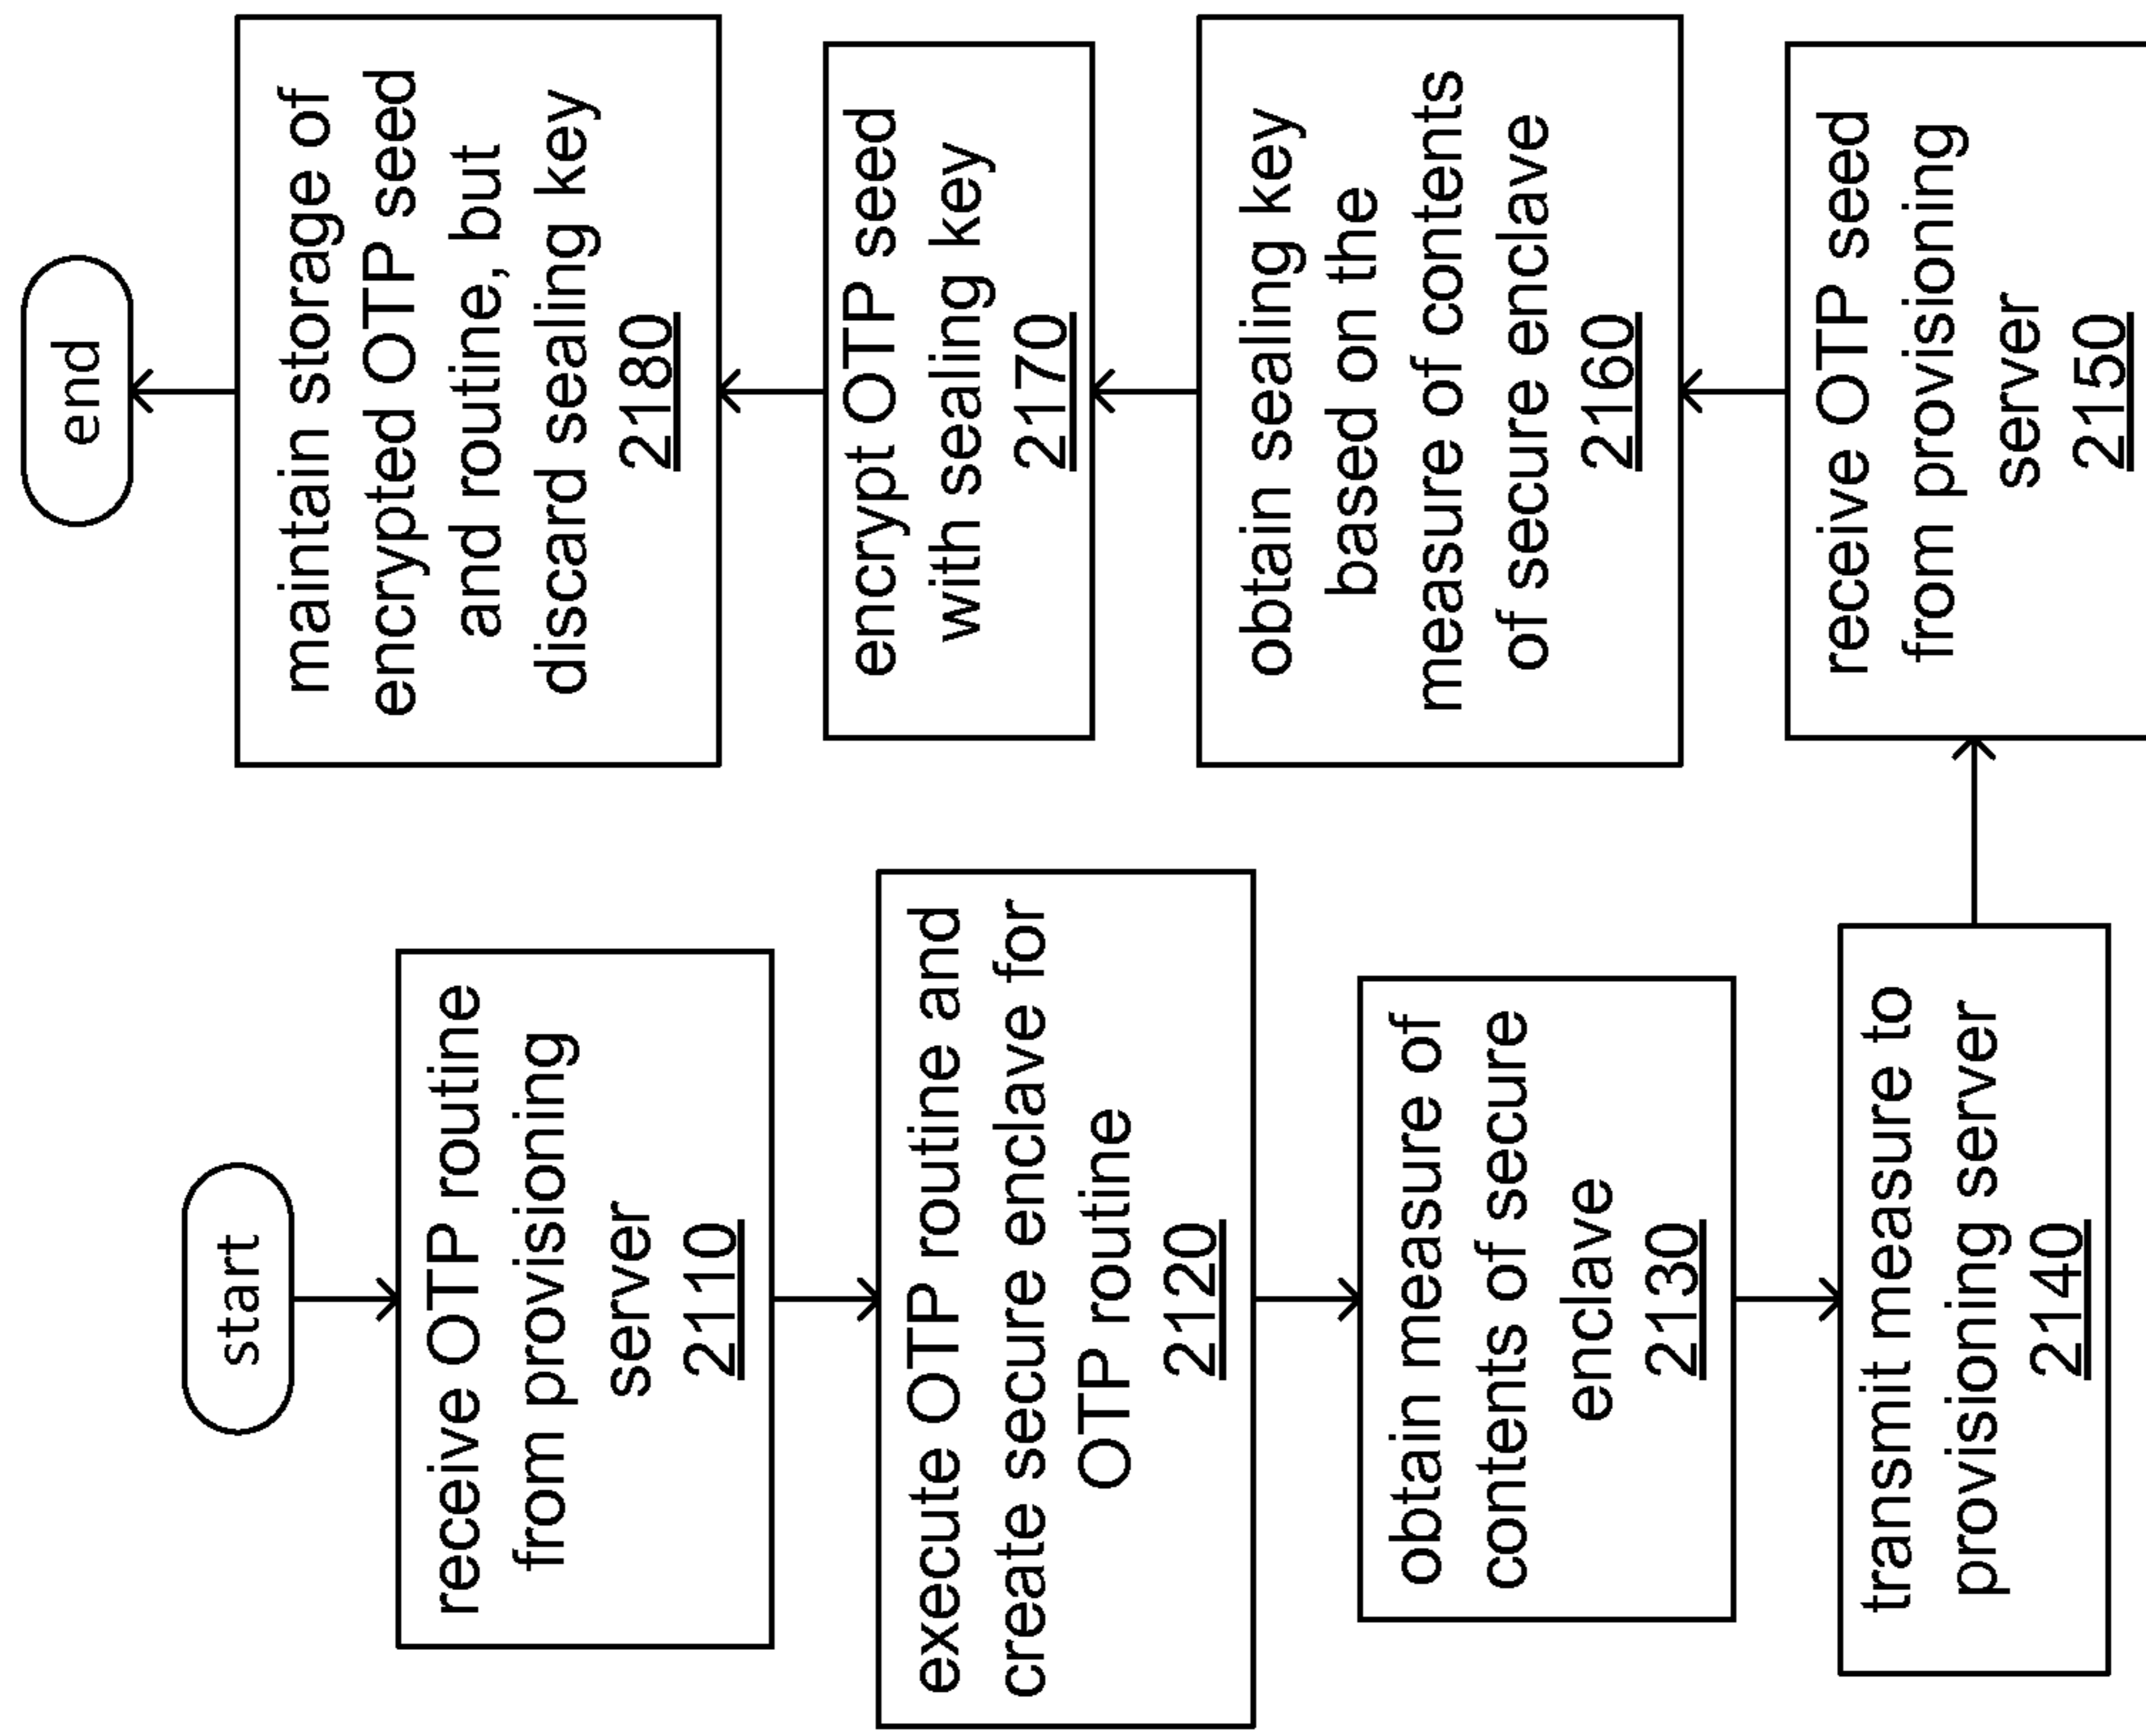 start
receive OTP routine
from provisioning
server
2110
execute OTP routine and
create secure enclave for
OTP routine
2120
obtain measure of
contents of secure
enclave
2130
transmit measure to
provisioning server
2140
receive OTP seed
from provisioning
server
2150
obtain sealing key
based on the
measure of contents
of secure enclave
2160
encrypt OTP seed
with sealing key
2170
maintain storage of
encrypted OTP seed
and routine, but
discard sealing key
2180
end